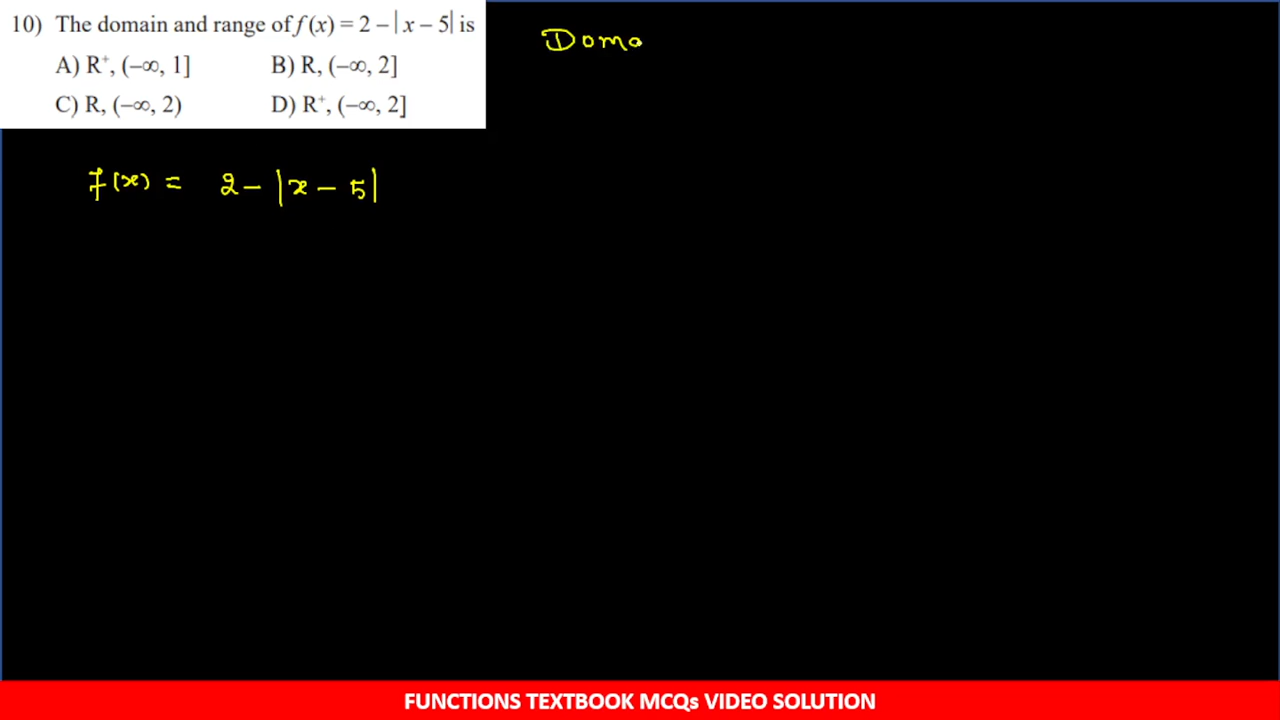 10) The domain and range of f (x) = 2 – | x – 5| is
A) R⁺, (–∞, 1] B) R, (–∞, 2]
C) R, (–∞, 2) D) R⁺, (–∞, 2]
Doma
f(x) = 2 – |x – 5|
FUNCTIONS TEXTBOOK MCQs VIDEO SOLUTION